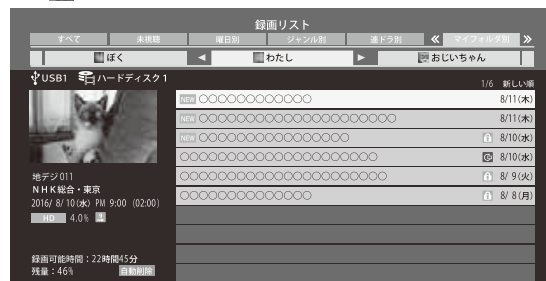 録画リスト
すべて 未視聴 曜日別 ジャンル別 連ドラ別 マイフォルダ別
ぼく わたし おじいちゃん
USB1 ハードディスク1
1/6 新しい順
NEW 〇〇〇〇〇〇〇〇〇〇〇〇 8/11(木)
NEW 〇〇〇〇〇〇〇〇〇〇〇〇〇〇〇〇〇〇〇〇〇 8/11(木)
NEW 〇〇〇〇〇〇〇〇〇〇〇〇〇〇〇〇 8/10(水)
〇〇〇〇〇〇〇〇〇〇〇〇〇〇〇〇〇〇〇〇〇 8/10(水)
〇〇〇〇〇〇〇〇〇〇〇〇〇〇〇〇〇〇〇〇〇〇 8/ 9(火)
〇〇〇〇〇〇〇〇〇〇〇〇〇〇 8/ 8(月)
地デジ011
NHK総合・東京
2016/ 8/ 10(水) PM 9:00 (02:00)
HD 4.0%
録画可能時間:22時間45分
残量:46% 自動削除